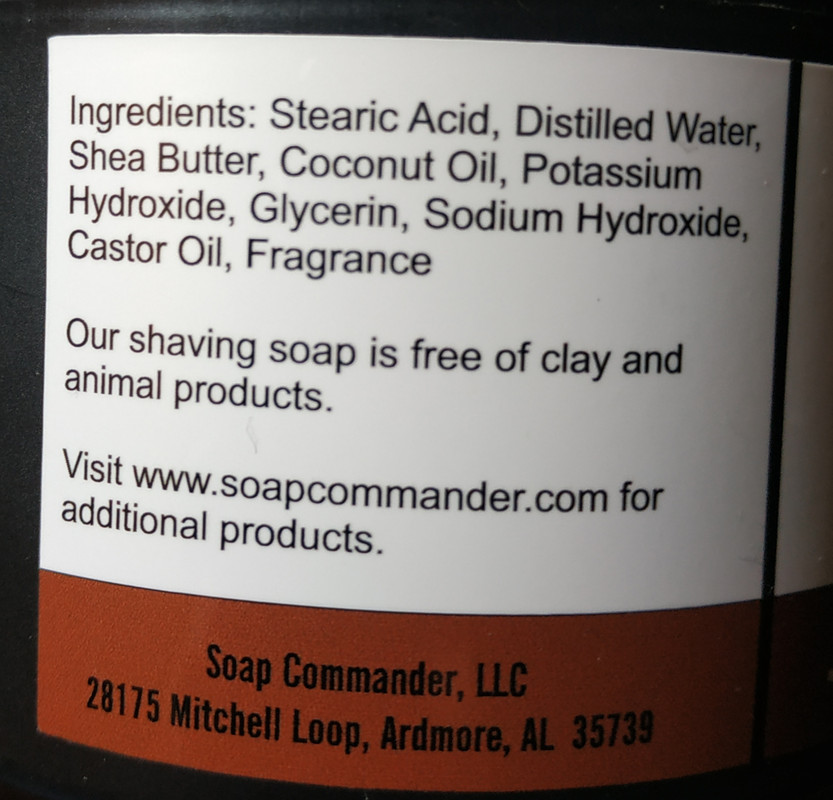 Ingredients: Stearic Acid, Distilled Water,
Shea Butter, Coconut Oil, Potassium
Hydroxide, Glycerin, Sodium Hydroxide,
Castor Oil, Fragrance
Our shaving soap is free of clay and
animal products.
Visit www.soapcommander.com for
additional products.
Soap Commander, LLC
28175 Mitchell Loop, Ardmore, AL 35739